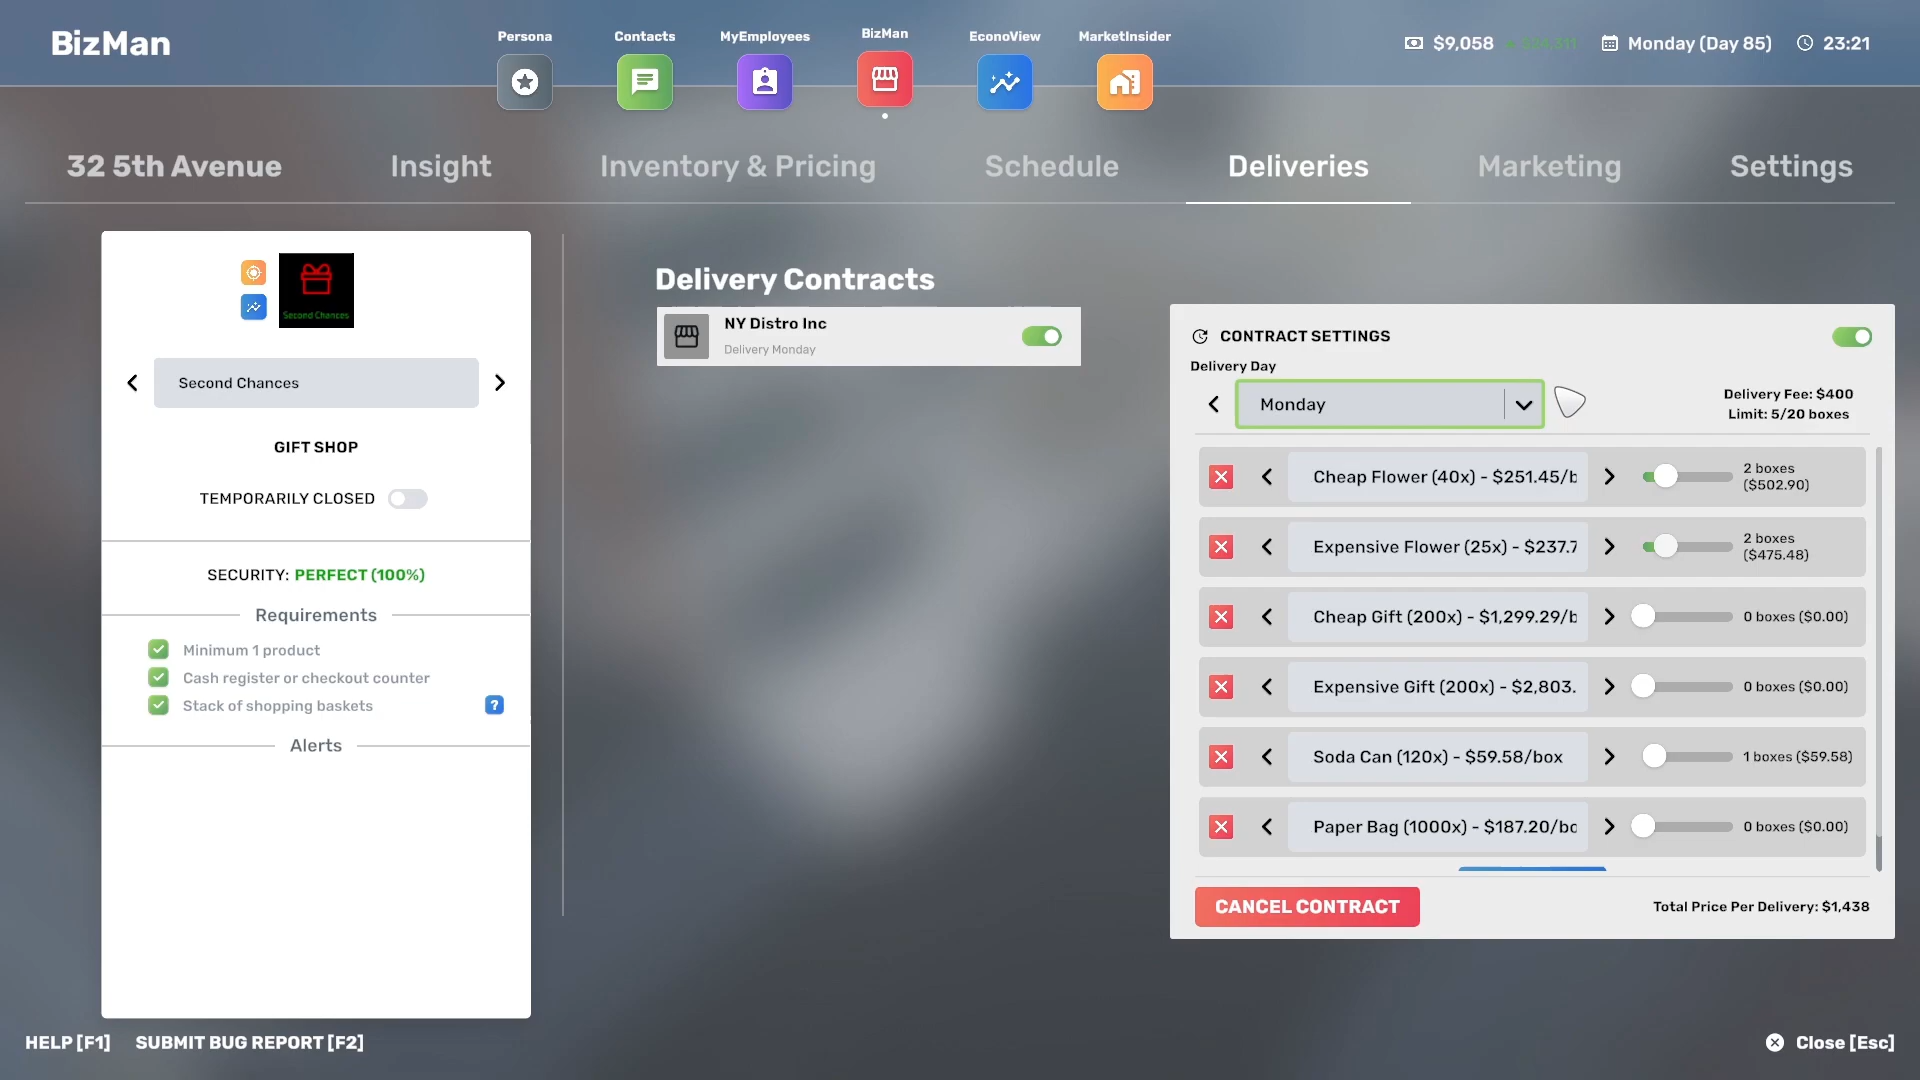 BizMan
Persona
Contacts
MyEmployees
BizMan
EconoView
MarketInsider
$9,058
Monday (Day 85)
23:21
32 5th Avenue
Insight
Inventory & Pricing
Schedule
Deliveries
Marketing
Settings
Second Chances
Second Chances
GIFT SHOP
TEMPORARILY CLOSED
SECURITY: PERFECT (100%)
Requirements
Minimum 1 product
Cash register or checkout counter
Stack of shopping baskets
?
Alerts
Delivery Contracts
NY Distro Inc
Delivery Monday
CONTRACT SETTINGS
Delivery Day
Monday
Delivery Fee: $400
Limit: 5/20 boxes
Cheap Flower (40x) - $251.45/b
2 boxes
($502.90)
Expensive Flower (25x) - $237.7
2 boxes
($475.48)
Cheap Gift (200x) - $1,299.29/b
0 boxes ($0.00)
Expensive Gift (200x) - $2,803.
0 boxes ($0.00)
Soda Can (120x) - $59.58/box
1 boxes ($59.58)
Paper Bag (1000x) - $187.20/bo
0 boxes ($0.00)
CANCEL CONTRACT
Total Price Per Delivery: $1,438
HELP [F1]
SUBMIT BUG REPORT [F2]
Close [Esc]